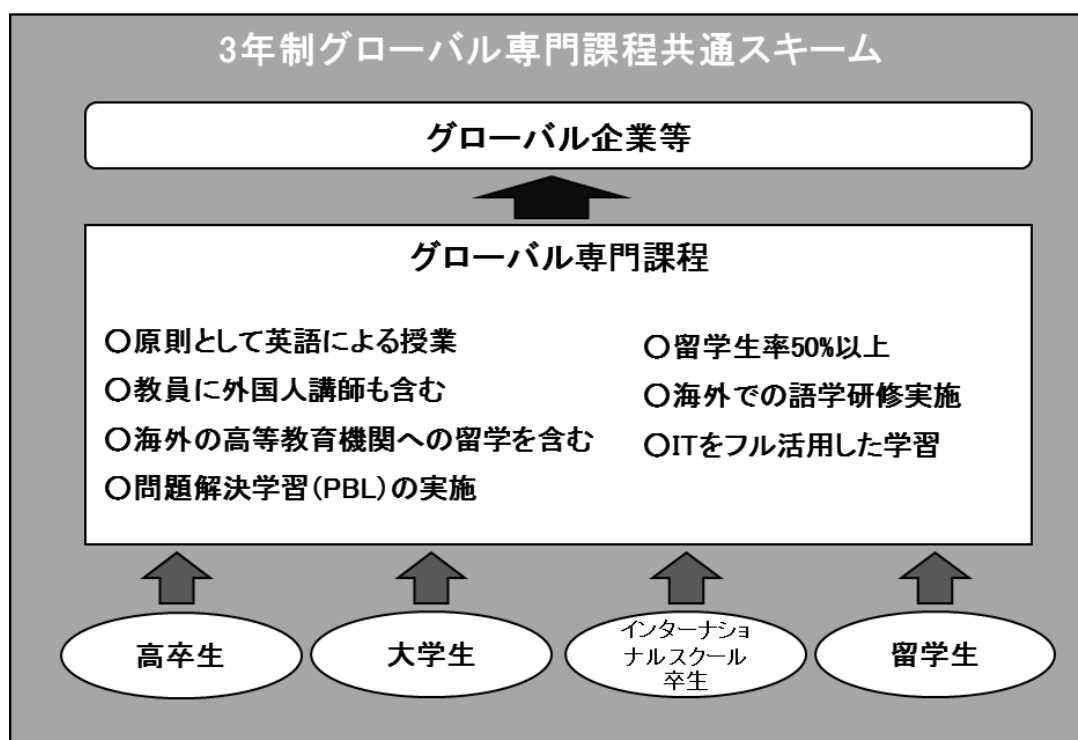 3年制グローバル専門課程共通スキーム
グローバル企業等
グローバル専門課程
〇原則として英語による授業
〇教員に外国人講師も含む
〇海外の高等教育機関への留学を含む
〇問題解決学習(PBL)の実施
〇留学生率50%以上
〇海外での語学研修実施
〇ITをフル活用した学習
高卒生
大学生
インターナショ
ナルスクール
卒生
留学生